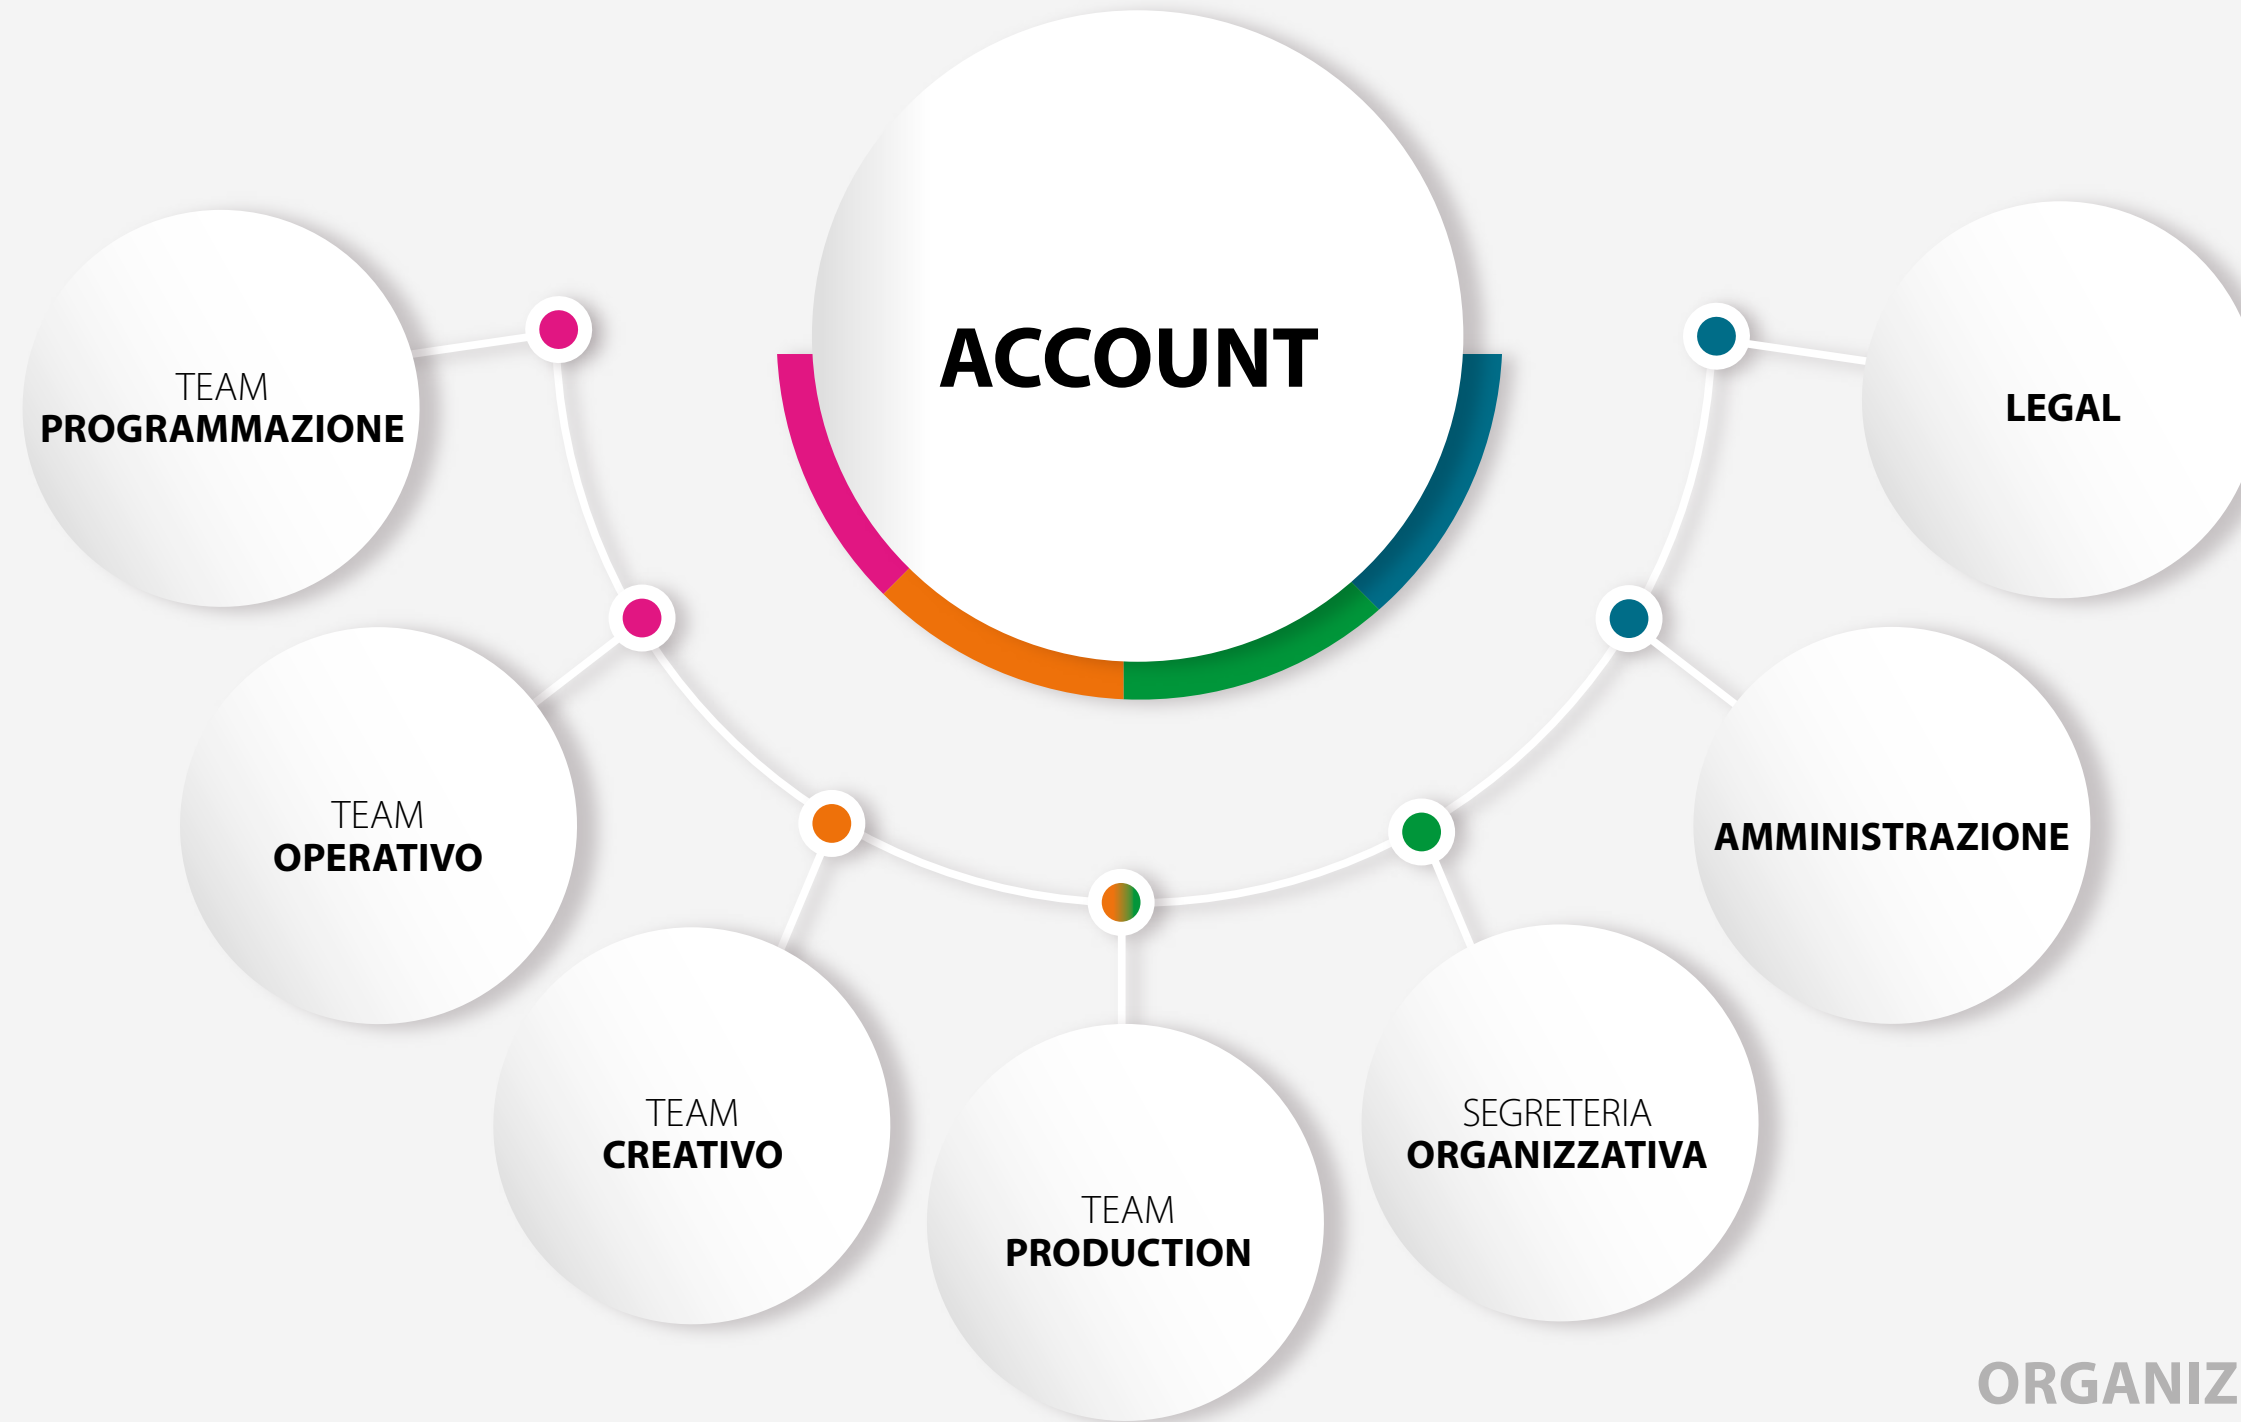 ACCOUNT
TEAM
PROGRAMMAZIONE
LEGAL
TEAM
OPERATIVO
AMMINISTRAZIONE
TEAM
CREATIVO
SEGRETERIA
ORGANIZZATIVA
TEAM
PRODUCTION
ORGANIZ